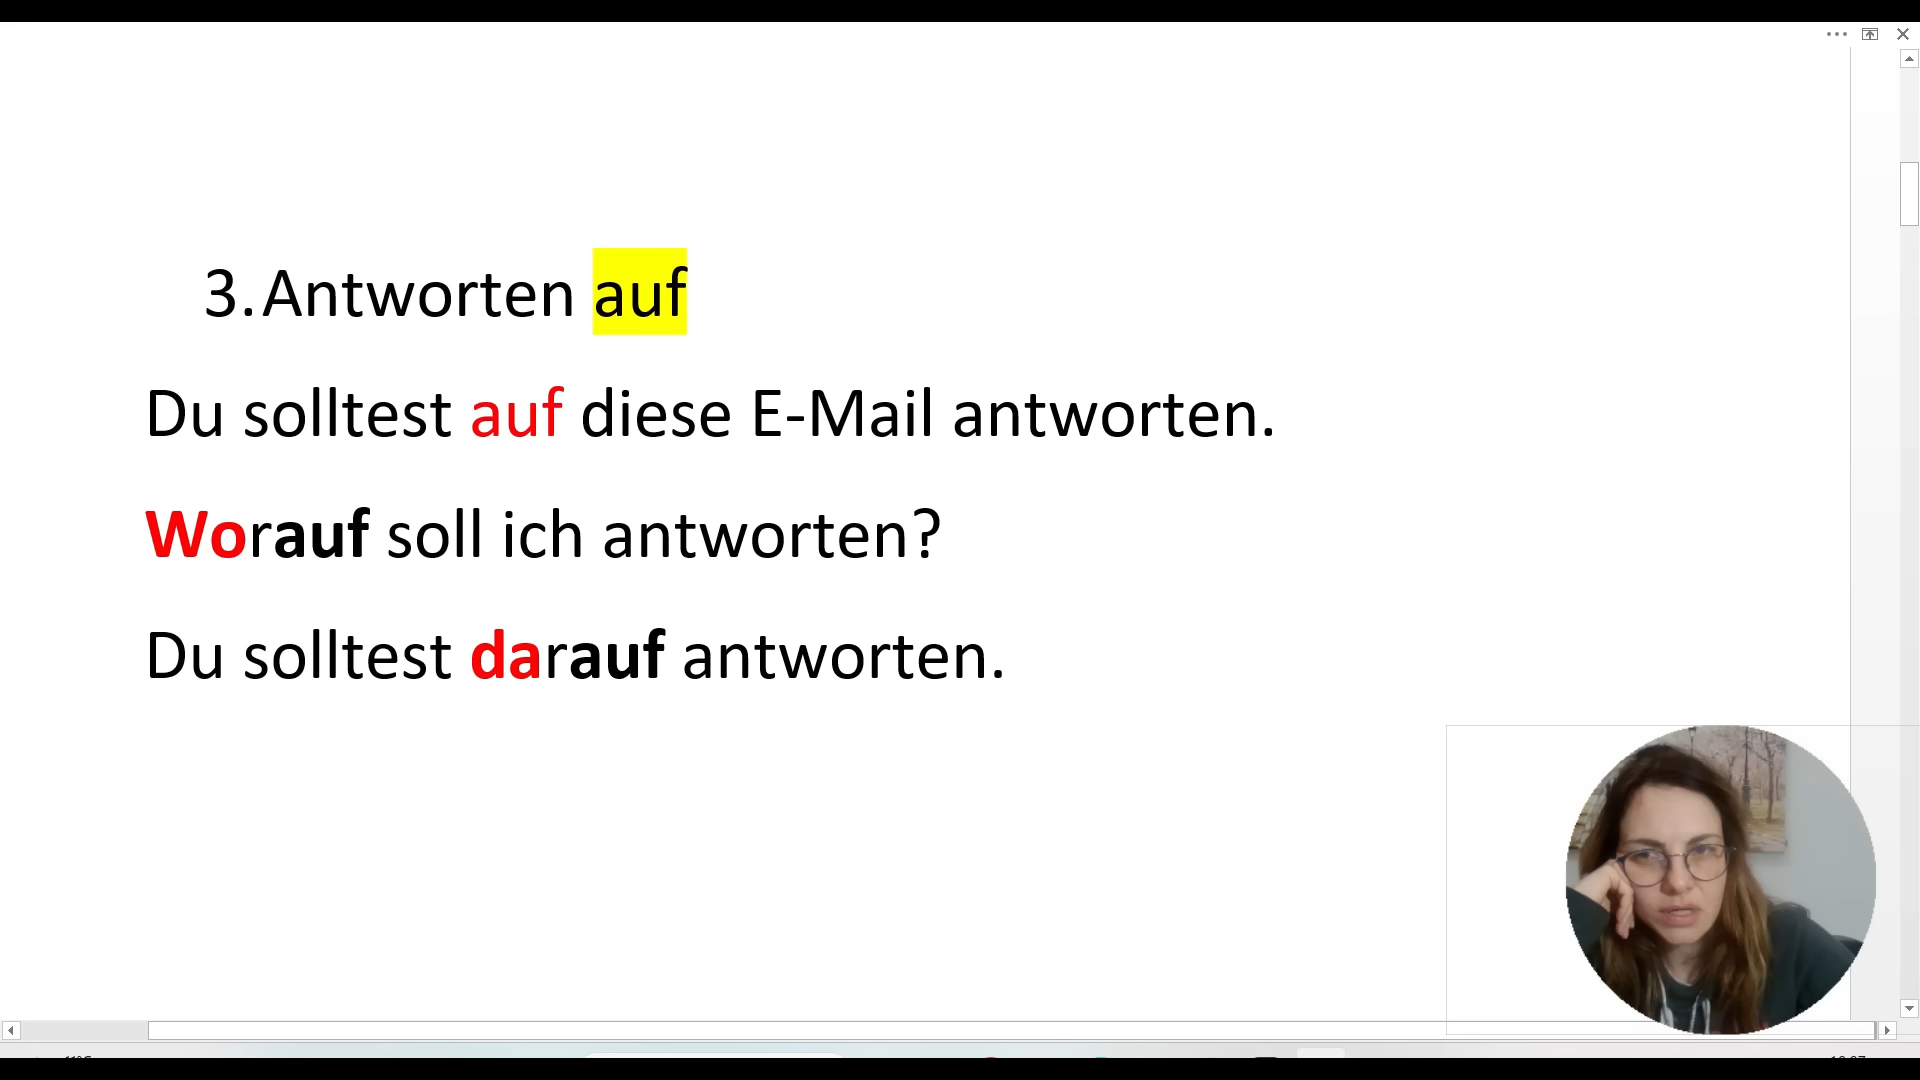 3. Antworten auf
Du solltest auf diese E-Mail antworten.
Worauf soll ich antworten?
Du solltest darauf antworten.